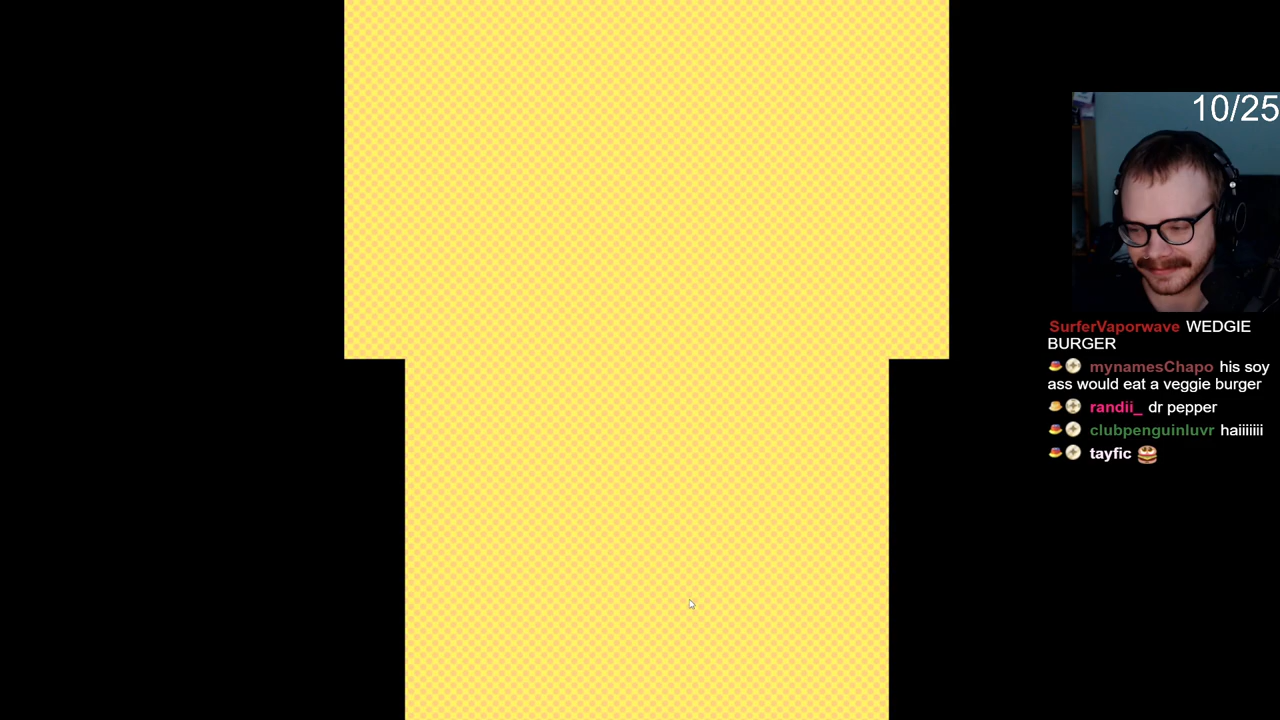 10/25
SurferVaporwave WEDGIE
BURGER
mynamesChapo his soy
ass would eat a veggie burger
randii_ dr pepper
clubpenguinluvr haiiiiiii
tayfic